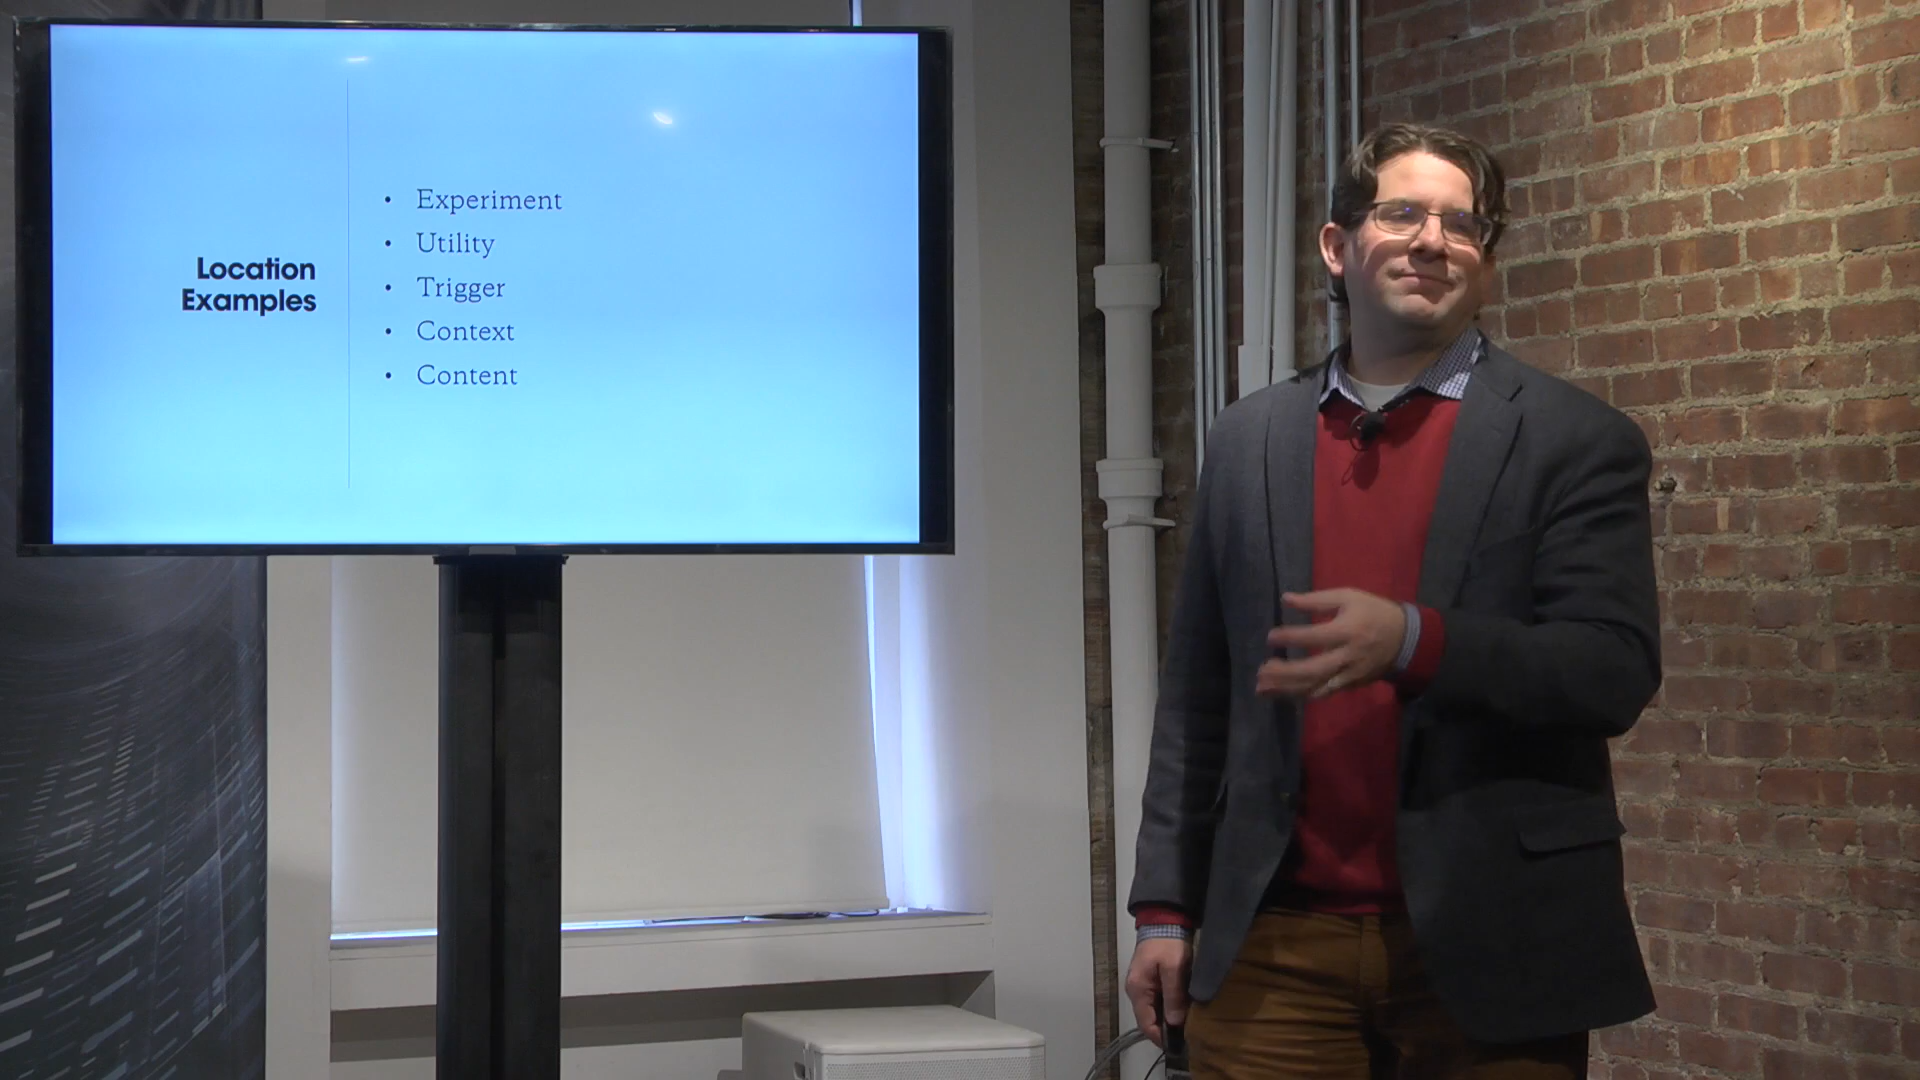 Location
Examples
• Experiment
• Utility
• Trigger
• Context
• Content